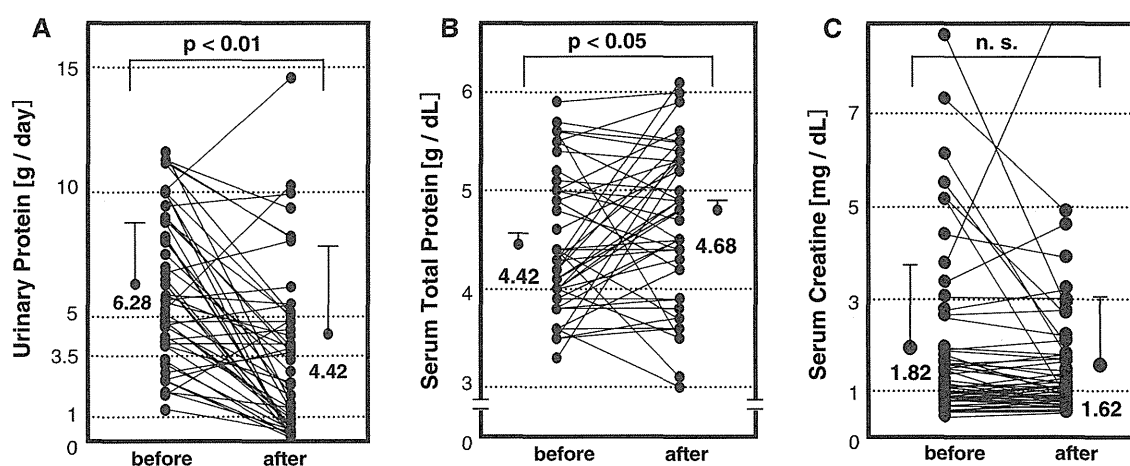 A
Urinary Protein [g / day]
15
10
5
3.5
1
0
p < 0.01
6.28
4.42
before after
B
Serum Total Protein [g / dL]
6
5
4
3
0
p < 0.05
4.42
4.68
before after
C
Serum Creatine [mg / dL]
7
5
3
1
0
n. s.
1.82
1.62
before after